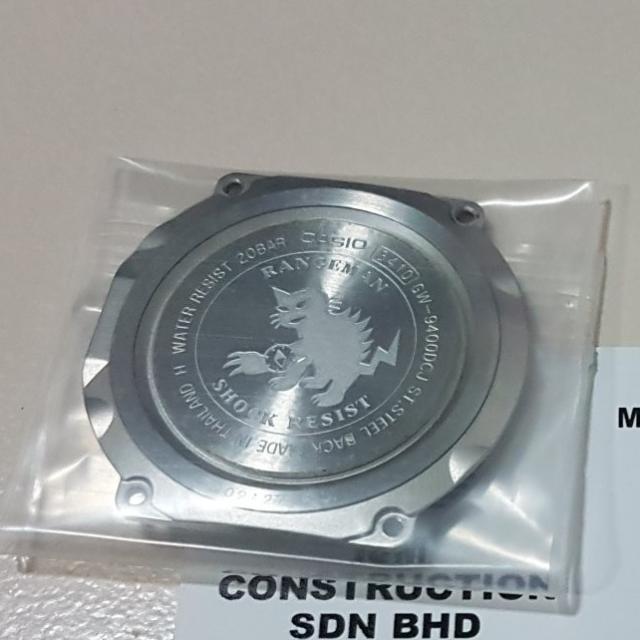 WATER RESIST 20BAR CASIO 3410 GW-9400DCJ ST.STEEL BACK MADE IN THAILAND H
RANGEMAN
SHOCK RESIST
M
CONSTRUCTION
SDN BHD